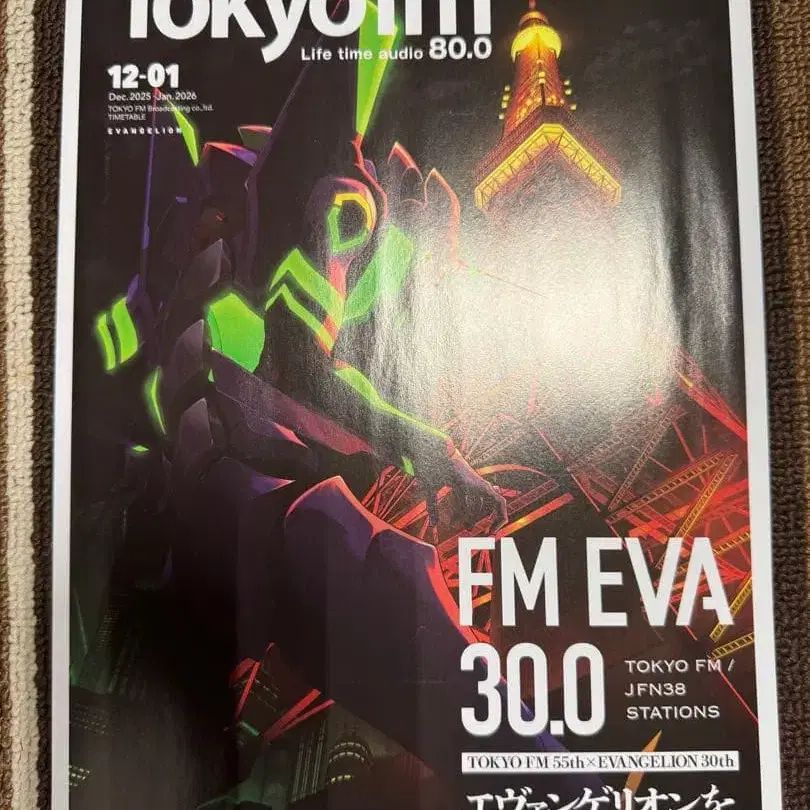 Tokyo fm
Life time audio 80.0
12-01
Dec. 2025 - Jan. 2026
TOKYO FM Broadcasting co.,ltd.
TIMETABLE
EVANGELION
FM EVA
30.0
TOKYO FM /
JFN38
STATIONS
TOKYO FM 55th×EVANGELION 30th
エヴァンゲリオンを